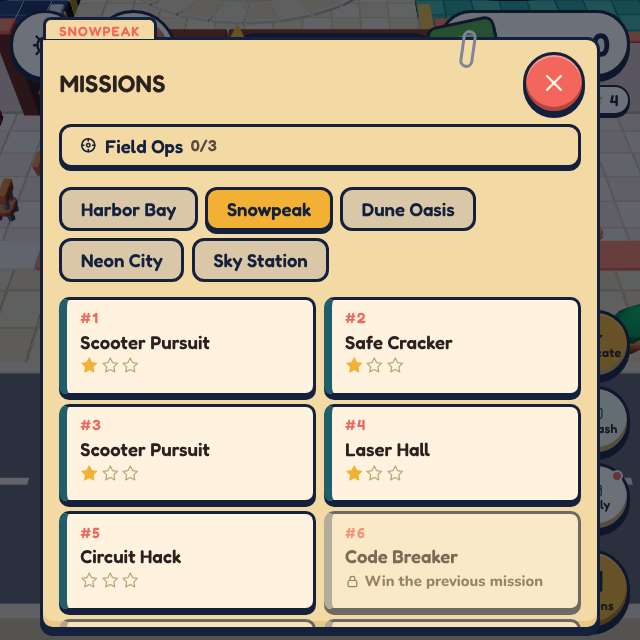 SNOWPEAK
MISSIONS
Field Ops 0/3
4
Harbor Bay
Snowpeak
Dune Oasis
Neon City
Sky Station
#1
Scooter Pursuit
#2
Safe Cracker
#3
Scooter Pursuit
#4
Laser Hall
#5
Circuit Hack
#6
Code Breaker
Win the previous mission